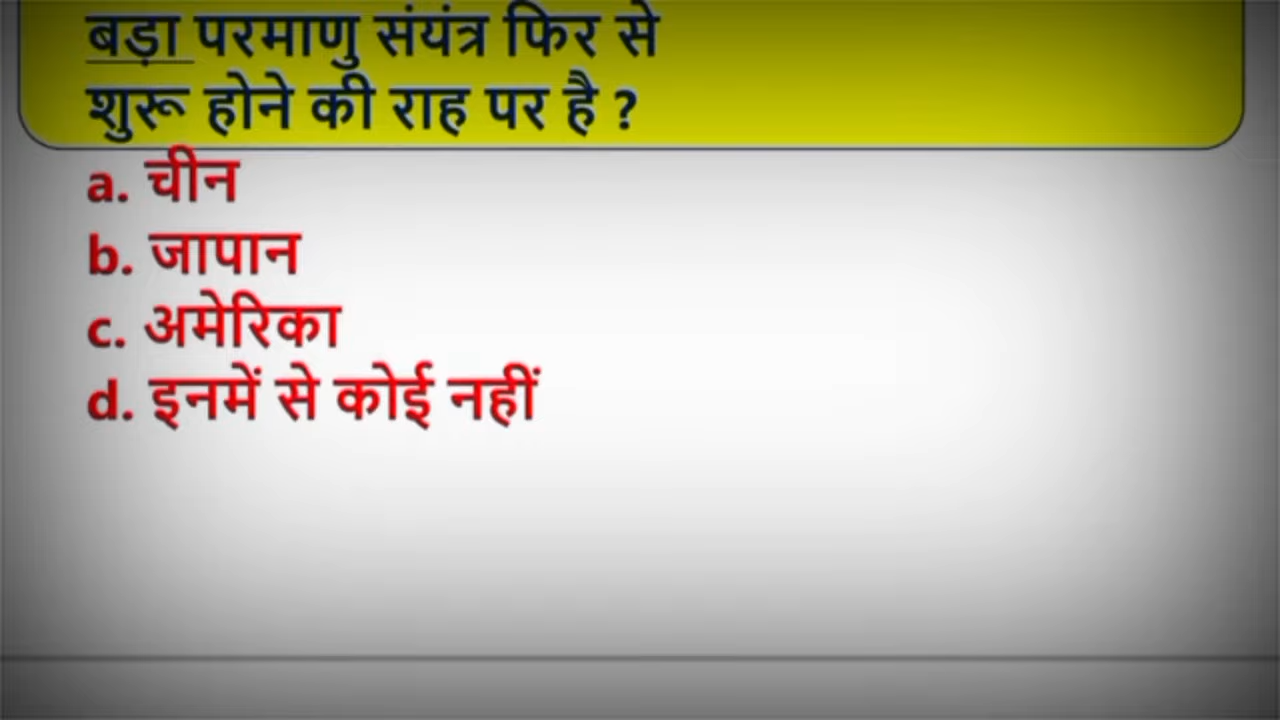 बड़ा परमाणु संयंत्र फिर से
शुरू होने की राह पर है ?
a. चीन
b. जापान
c. अमेरिका
d. इनमें से कोई नहीं